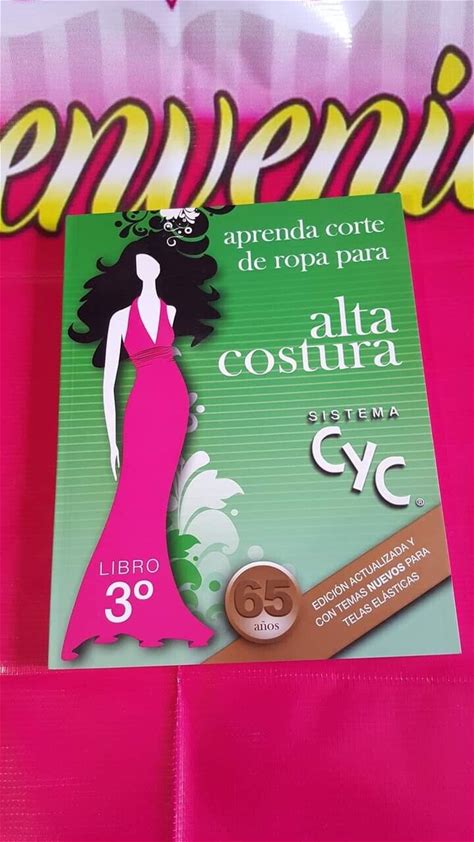 envení
aprenda corte
de ropa para
alta
costura
SISTEMA
CYC®
LIBRO
3º
65
años
EDICIÓN ACTUALIZADA Y
CON TEMAS NUEVOS PARA
TELAS ELÁSTICAS